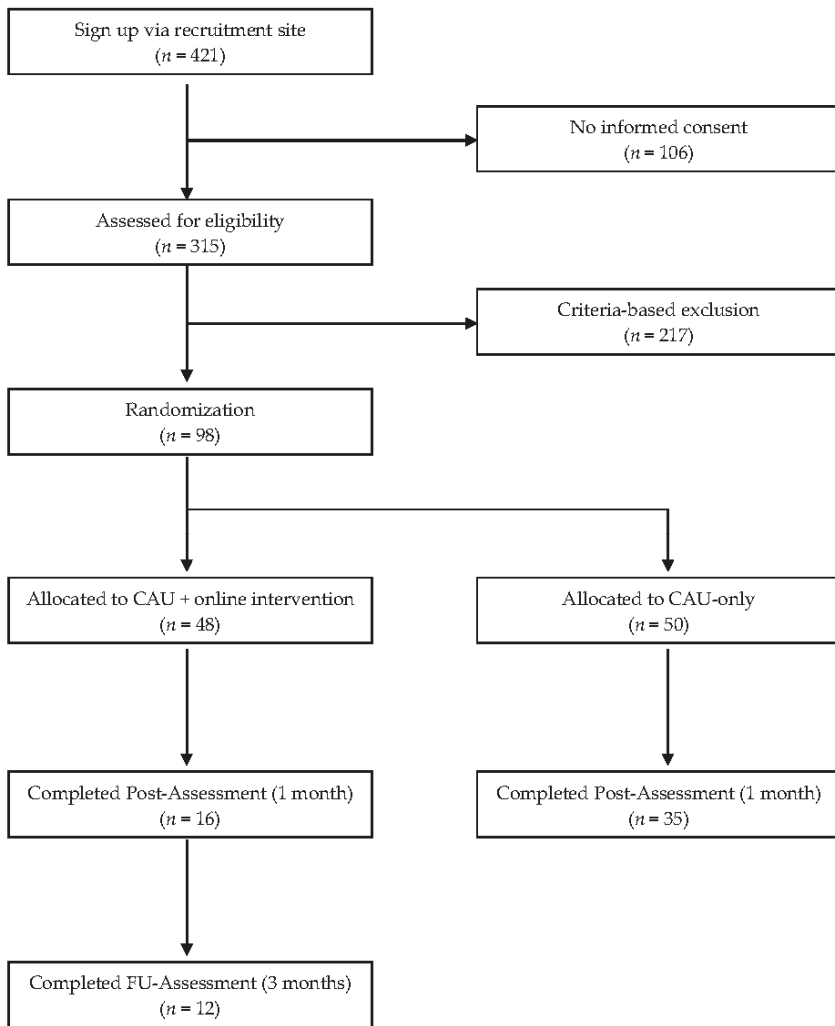 Sign up via recruitment site
(n = 421)
No informed consent
(n = 106)
Assessed for eligibility
(n = 315)
Criteria-based exclusion
(n = 217)
Randomization
(n = 98)
Allocated to CAU + online intervention
(n = 48)
Allocated to CAU-only
(n = 50)
Completed Post-Assessment (1 month)
(n = 16)
Completed Post-Assessment (1 month)
(n = 35)
Completed FU-Assessment (3 months)
(n = 12)